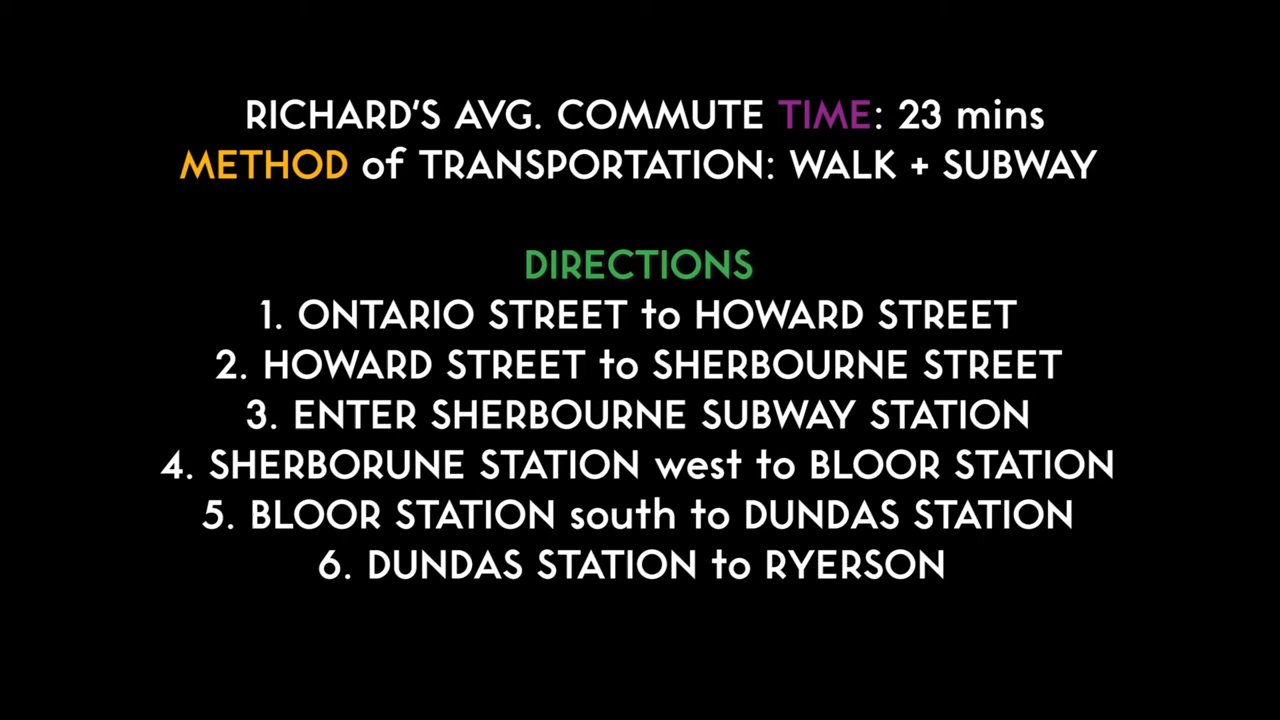 RICHARD'S AVG. COMMUTE TIME: 23 mins
METHOD of TRANSPORTATION: WALK + SUBWAY
DIRECTIONS
1. ONTARIO STREET to HOWARD STREET
2. HOWARD STREET to SHERBOURNE STREET
3. ENTER SHERBOURNE SUBWAY STATION
4. SHERBORUNE STATION west to BLOOR STATION
5. BLOOR STATION south to DUNDAS STATION
6. DUNDAS STATION to RYERSON